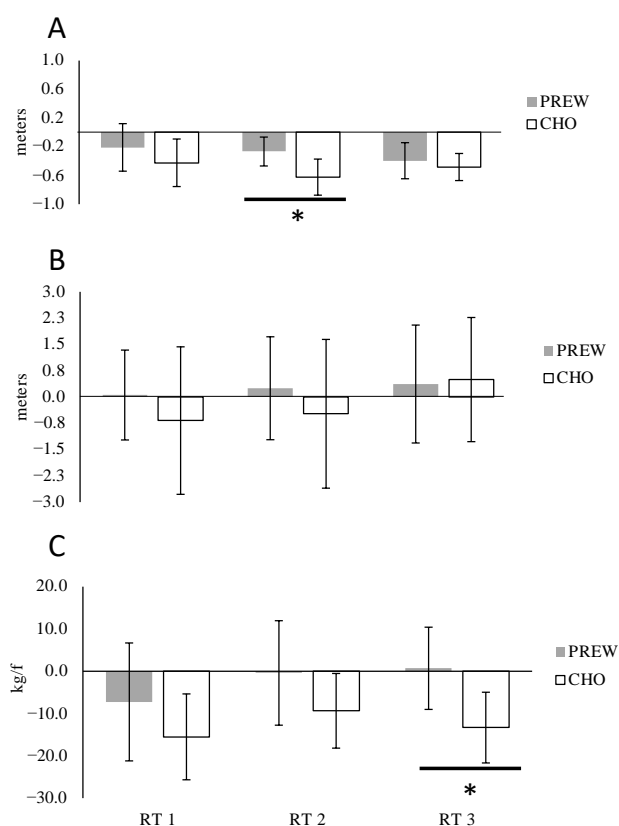 A
1.0
0.6
0.2
−0.2
−0.6
−1.0
meters
PREW
CHO
*
B
3.0
2.3
1.5
0.8
0.0
−0.8
−1.5
−2.3
−3.0
meters
PREW
CHO
C
20.0
10.0
0.0
−10.0
−20.0
−30.0
kg/f
PREW
CHO
*
RT 1 RT 2 RT 3